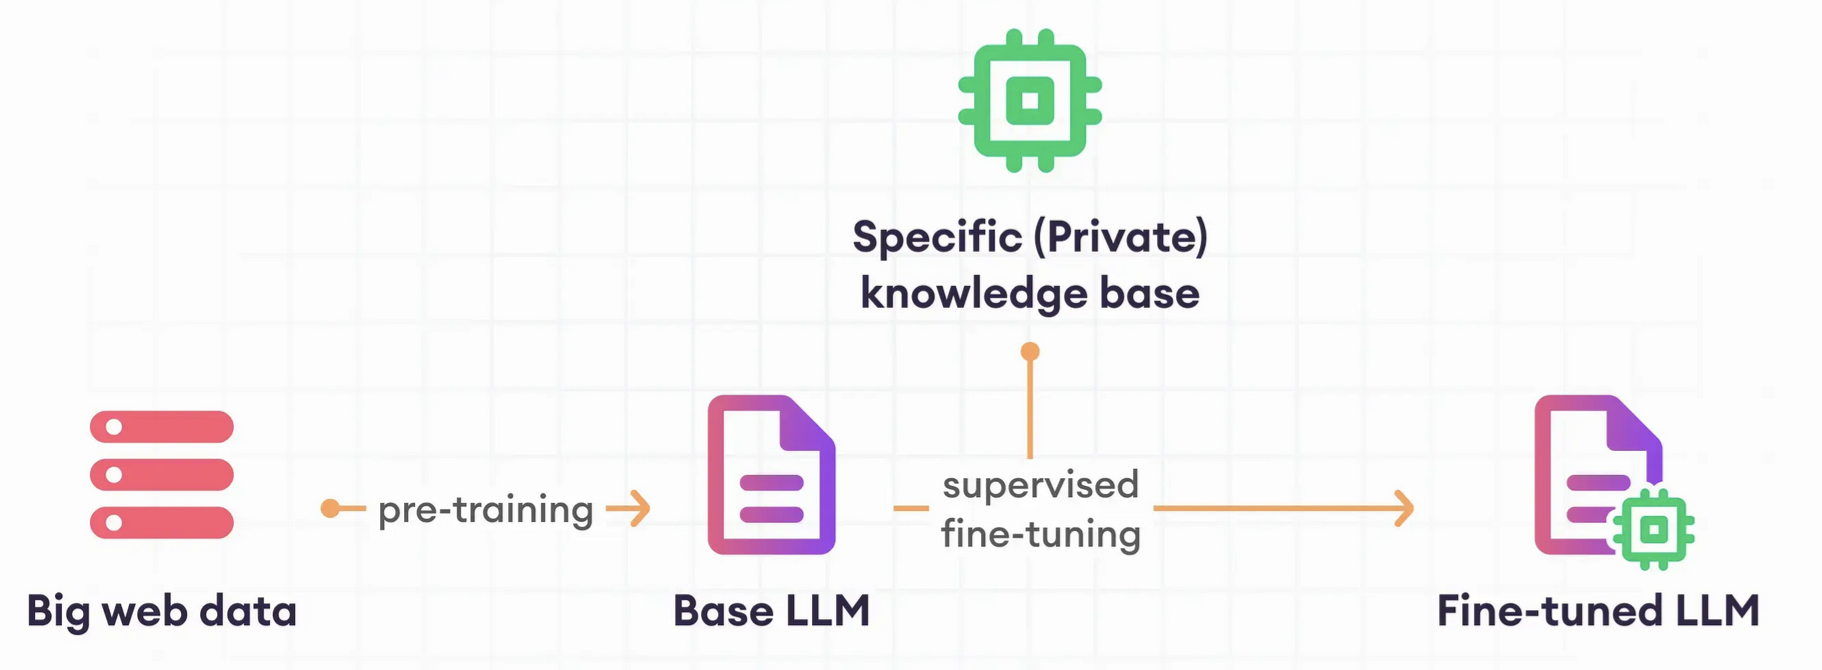 Specific (Private)
knowledge base
pre-training
supervised
fine-tuning
Big web data
Base LLM
Fine-tuned LLM